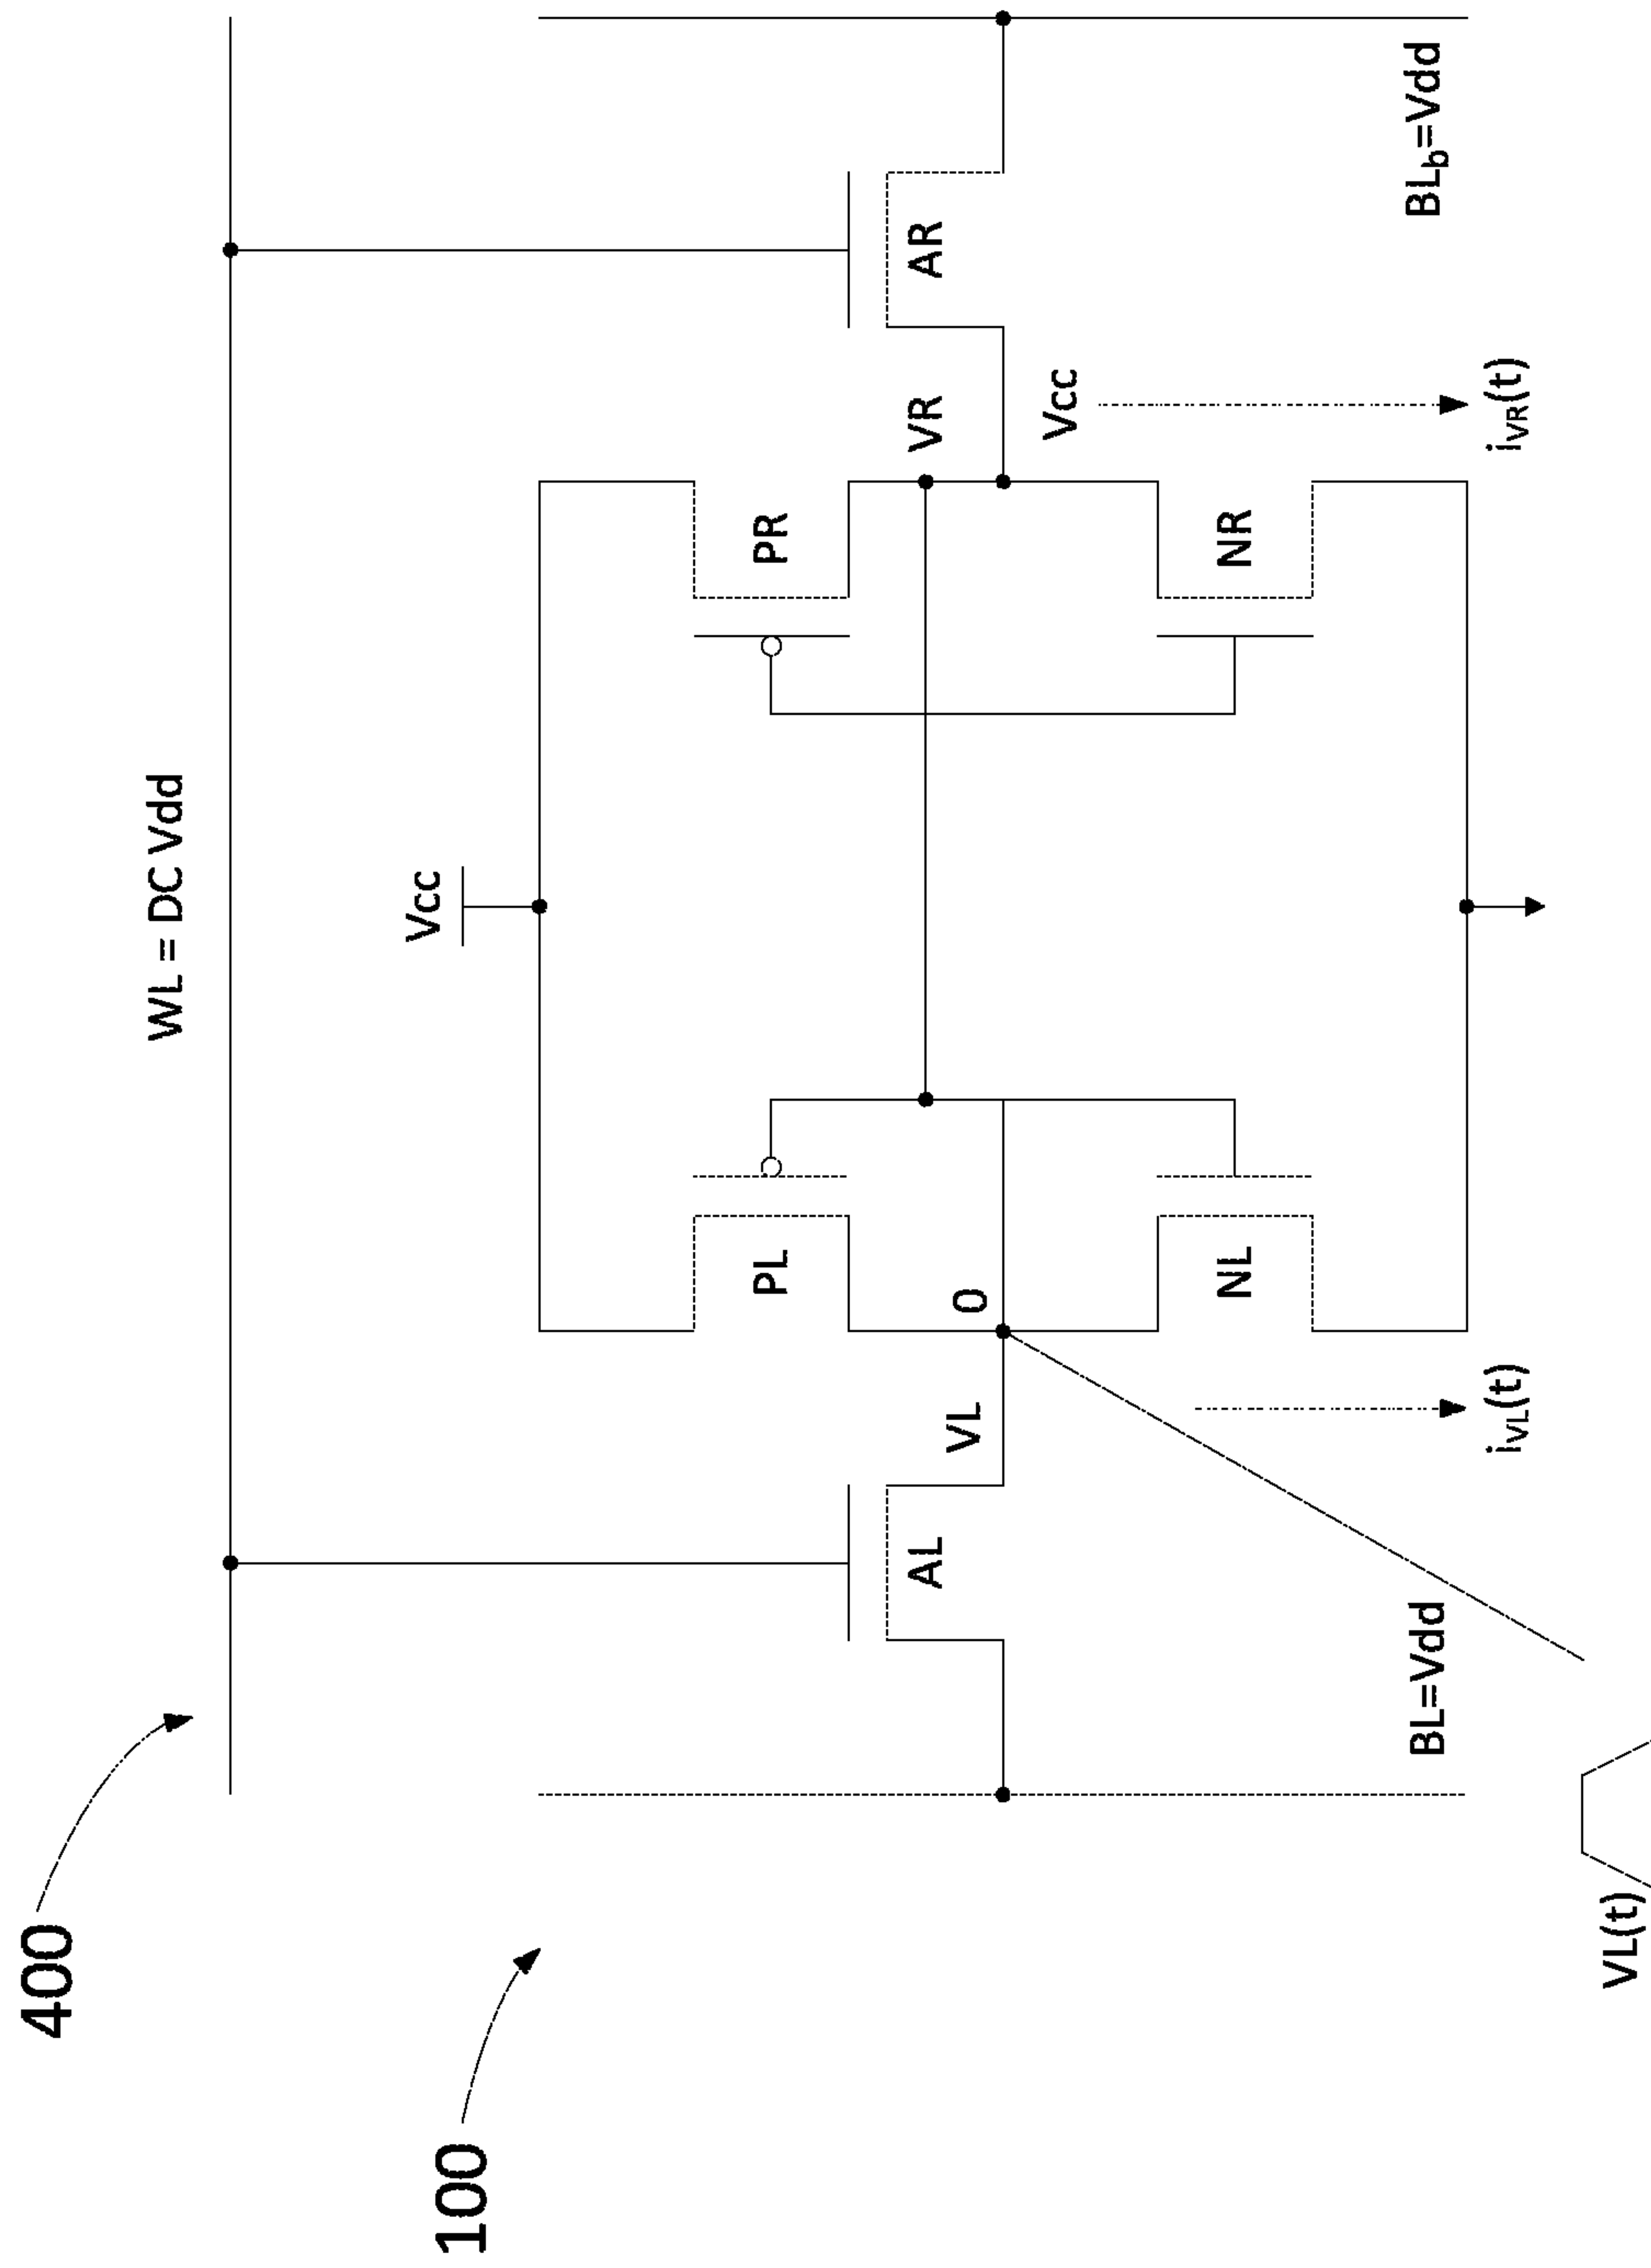 400
WL = DC Vdd
100
Vcc
PL
PR
AL
AR
VL
0
VR
Vcc
NL
NR
BL=Vdd
BLb=Vdd
iVL(t)
iVR(t)
VL(t)